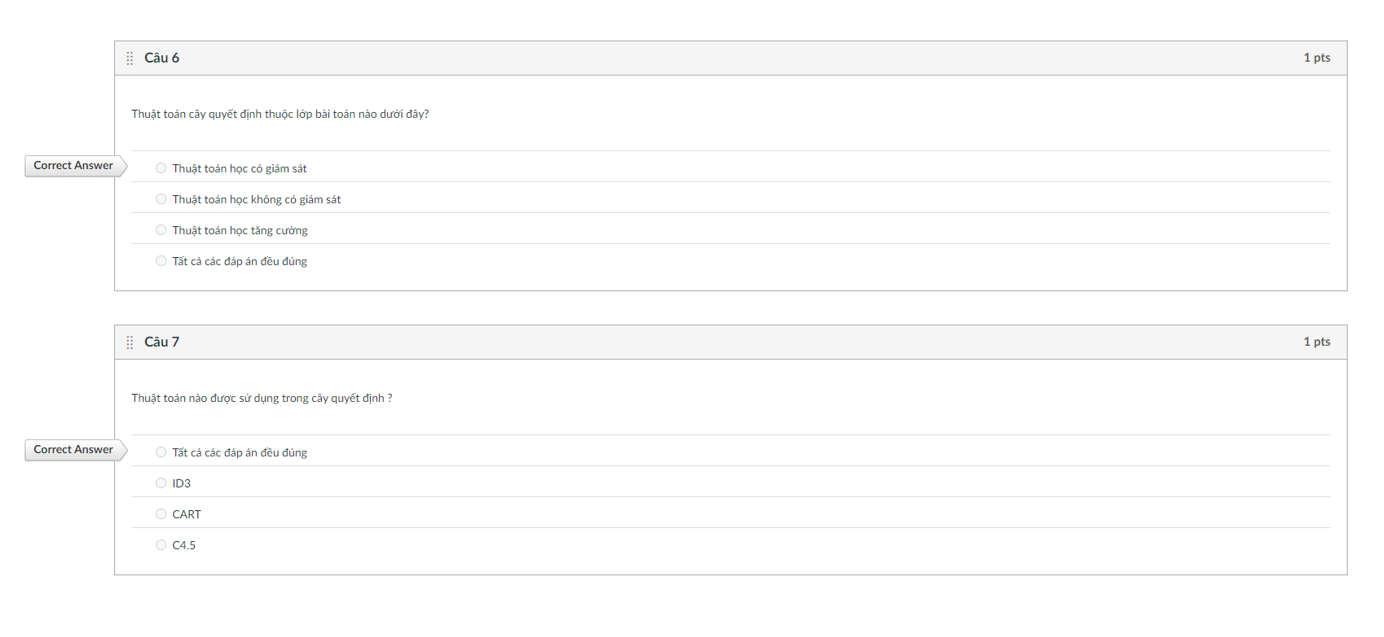 Câu 6
1 pts
Thuật toán cây quyết định thuộc lớp bài toán nào dưới đây?
Correct Answer
Thuật toán học có giám sát
Thuật toán học không có giám sát
Thuật toán học tăng cường
Tất cả các đáp án đều đúng
Câu 7
1 pts
Thuật toán nào được sử dụng trong cây quyết định ?
Correct Answer
Tất cả các đáp án đều đúng
ID3
CART
C4.5